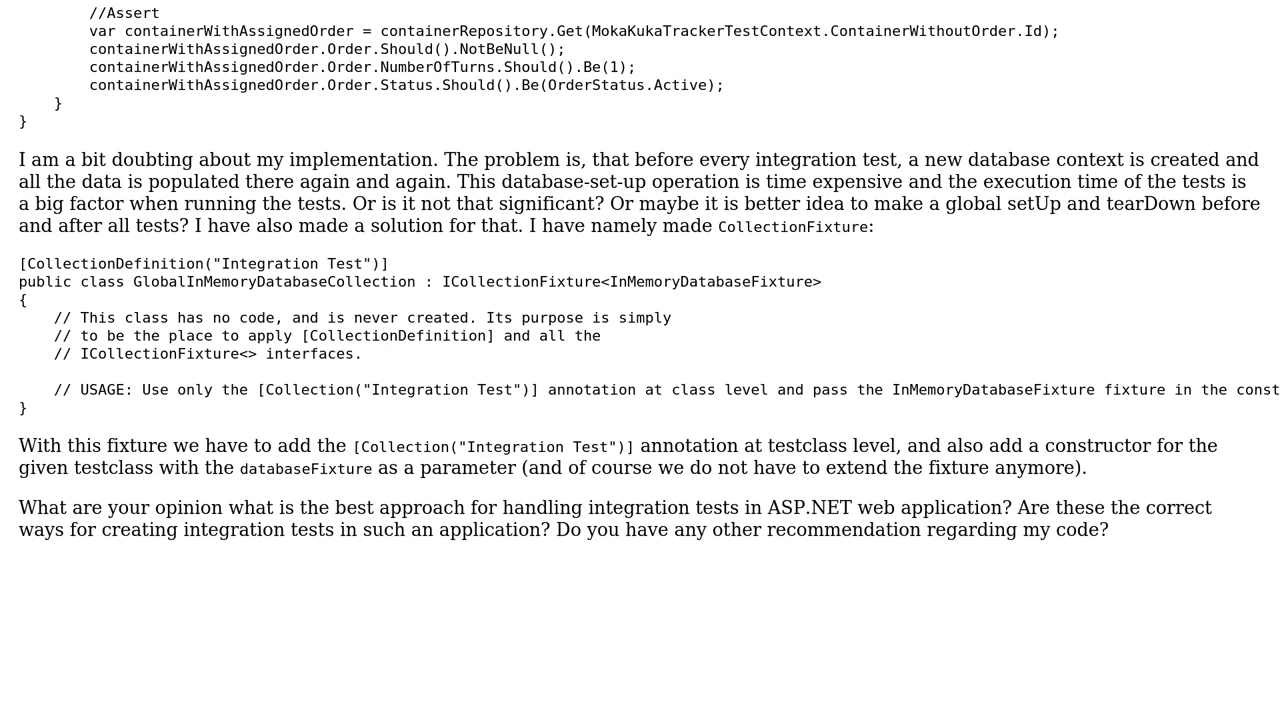 //Assert
var containerWithAssignedOrder = containerRepository.Get(MokaKukaTrackerTestContext.ContainerWithoutOrder.Id);
containerWithAssignedOrder.Order.Should().NotBeNull();
containerWithAssignedOrder.Order.NumberOfTurns.Should().Be(1);
containerWithAssignedOrder.Order.Status.Should().Be(OrderStatus.Active);
}
}
I am a bit doubting about my implementation. The problem is, that before every integration test, a new database context is created and
all the data is populated there again and again. This database-set-up operation is time expensive and the execution time of the tests is
a big factor when running the tests. Or is it not that significant? Or maybe it is better idea to make a global setUp and tearDown before
and after all tests? I have also made a solution for that. I have namely made CollectionFixture:
[CollectionDefinition("Integration Test")]
public class GlobalInMemoryDatabaseCollection : ICollectionFixture<InMemoryDatabaseFixture>
{
// This class has no code, and is never created. Its purpose is simply
// to be the place to apply [CollectionDefinition] and all the
// ICollectionFixture<> interfaces.
// USAGE: Use only the [Collection("Integration Test")] annotation at class level and pass the InMemoryDatabaseFixture fixture in the const
}
With this fixture we have to add the [Collection("Integration Test")] annotation at testclass level, and also add a constructor for the
given testclass with the databaseFixture as a parameter (and of course we do not have to extend the fixture anymore).
What are your opinion what is the best approach for handling integration tests in ASP.NET web application? Are these the correct
ways for creating integration tests in such an application? Do you have any other recommendation regarding my code?